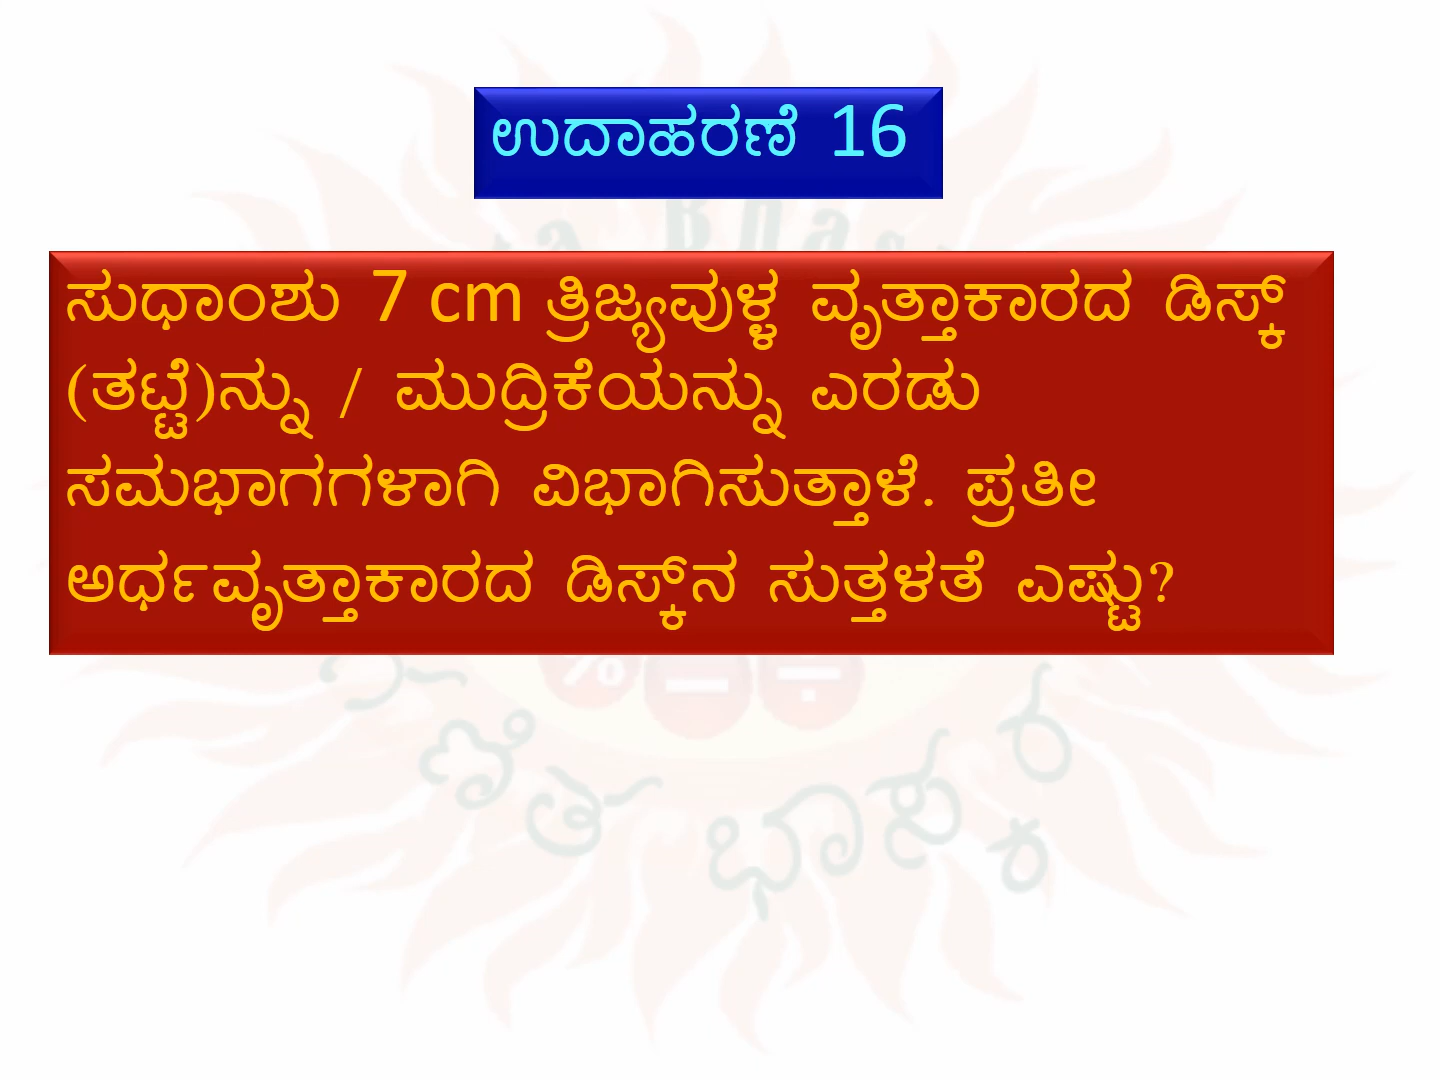 ಉದಾಹರಣೆ 16
ಸುಧಾಂಶು 7 cm ತ್ರಿಜ್ಯವುಳ್ಳ ವೃತ್ತಾಕಾರದ ಡಿಸ್ಕ್
(ತಟ್ಟೆ)ನ್ನು / ಮುದ್ರಿಕೆಯನ್ನು ಎರಡು
ಸಮಭಾಗಗಳಾಗಿ ವಿಭಾಗಿಸುತ್ತಾಳೆ. ಪ್ರತೀ
ಅರ್ಧವೃತ್ತಾಕಾರದ ಡಿಸ್ಕ್‌ನ ಸುತ್ತಳತೆ ಎಷ್ಟು?